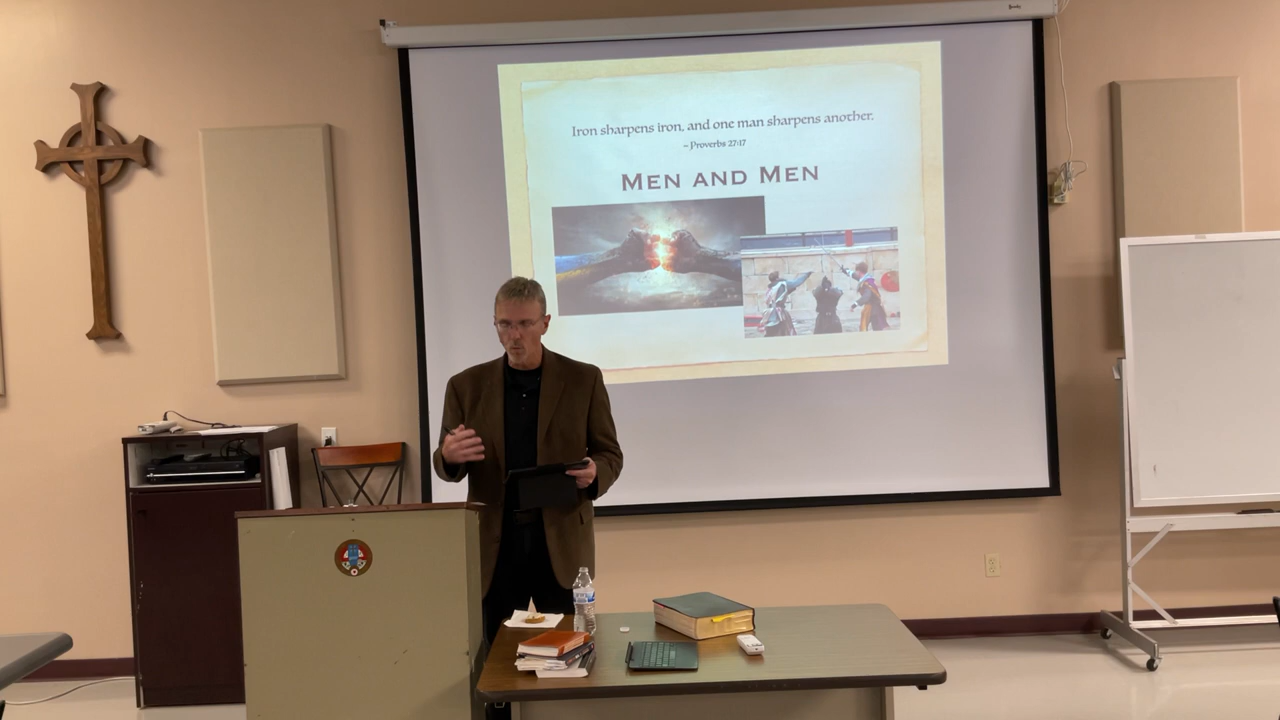 Iron sharpens iron, and one man sharpens another.
~ Proverbs 27:17
Men and Men